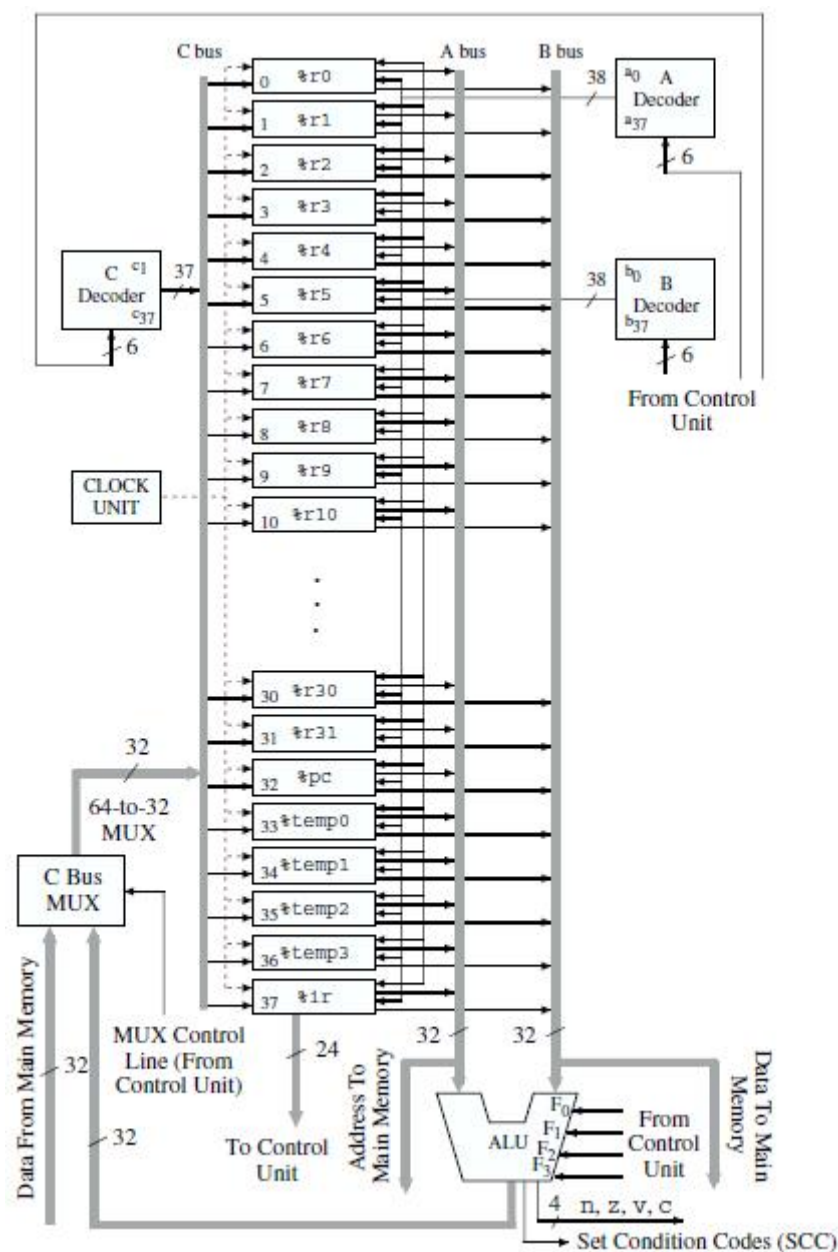 C bus
A bus
B bus
0 %r0
1 %r1
2 %r2
3 %r3
4 %r4
5 %r5
6 %r6
7 %r7
8 %r8
9 %r9
10 %r10
. . .
30 %r30
31 %r31
32 %pc
33 %temp0
34 %temp1
35 %temp2
36 %temp3
37 %ir
38
a0 A
Decoder
a37
6
38
b0 B
Decoder
b37
6
From Control
Unit
C c1
Decoder
c37
37
6
CLOCK
UNIT
32
64-to-32
MUX
C Bus
MUX
MUX Control
Line (From
Control Unit)
Data From Main Memory
32
32
24
To Control
Unit
32
32
Address To
Main Memory
Data To Main
Memory
ALU
F0
F1
F2
F3
From
Control
Unit
4
n, z, v, c
Set Condition Codes (SCC)